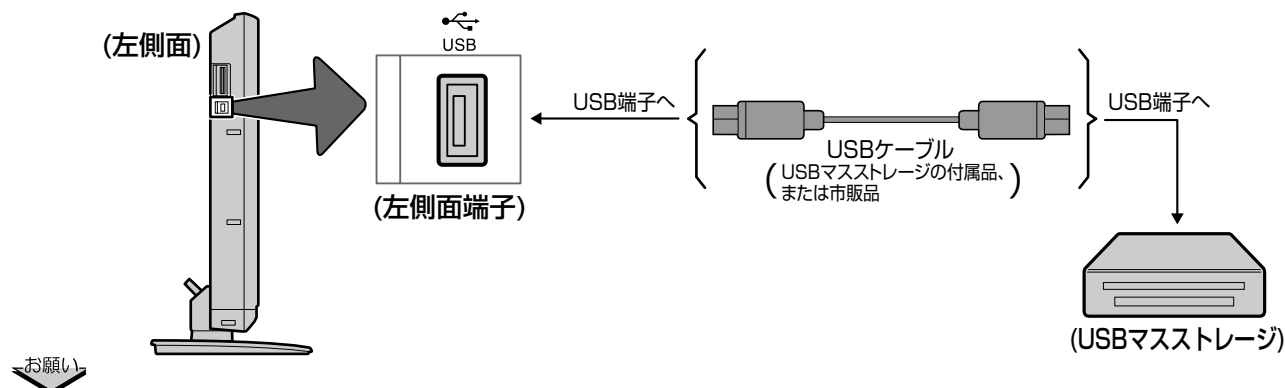 (左側面)
USB
(左側面端子)
USB端子へ
USBケーブル
(USBマスストレージの付属品、
または市販品)
USB端子へ
(USBマスストレージ)
お願い